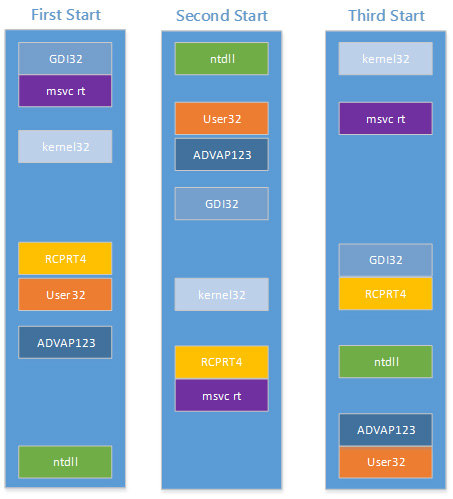 First Start
GDI32
msvc rt
kernel32
RCPRT4
User32
ADVAP123
ntdll
Second Start
ntdll
User32
ADVAP123
GDI32
kernel32
RCPRT4
msvc rt
Third Start
kernel32
msvc rt
GDI32
RCPRT4
ntdll
ADVAP123
User32